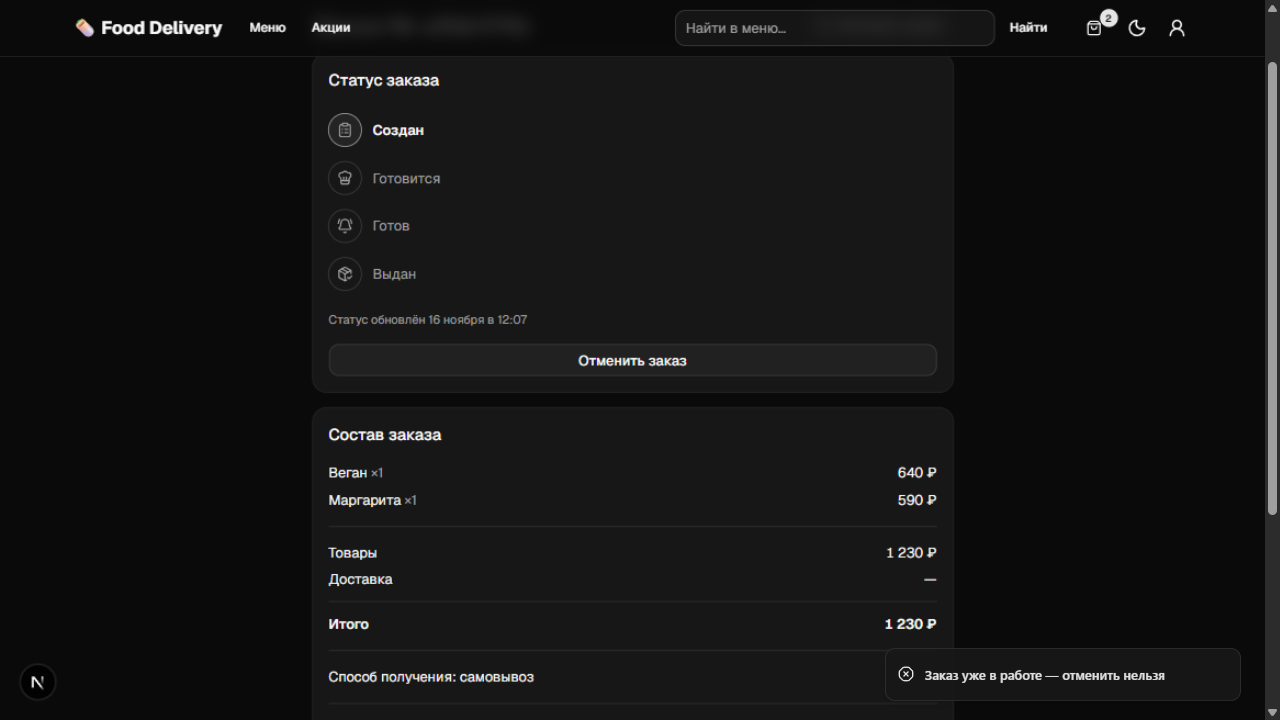 Food Delivery
Меню
Акции
Найти в меню...
Найти
2
Статус заказа
Создан
Готовится
Готов
Выдан
Статус обновлён 16 ноября в 12:07
Отменить заказ
Состав заказа
Веган ×1 640 ₽
Маргарита ×1 590 ₽
Товары 1 230 ₽
Доставка —
Итого 1 230 ₽
Способ получения: самовывоз
Заказ уже в работе — отменить нельзя
N